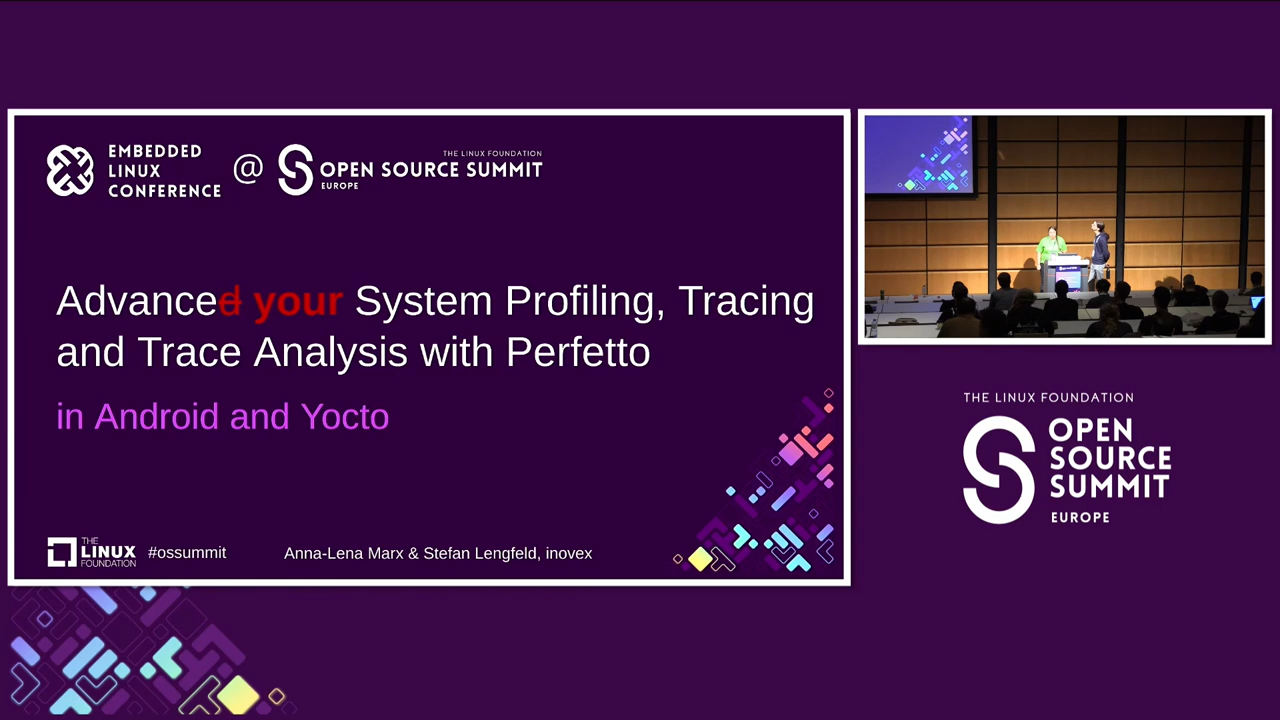 EMBEDDED
LINUX
CONFERENCE
@
THE LINUX FOUNDATION
OPEN SOURCE SUMMIT
EUROPE
Advanced your System Profiling, Tracing
and Trace Analysis with Perfetto
in Android and Yocto
THE
LINUX
FOUNDATION
#ossummit
Anna-Lena Marx & Stefan Lengfeld, inovex
THE LINUX FOUNDATION
OPEN
SOURCE
SUMMIT
EUROPE